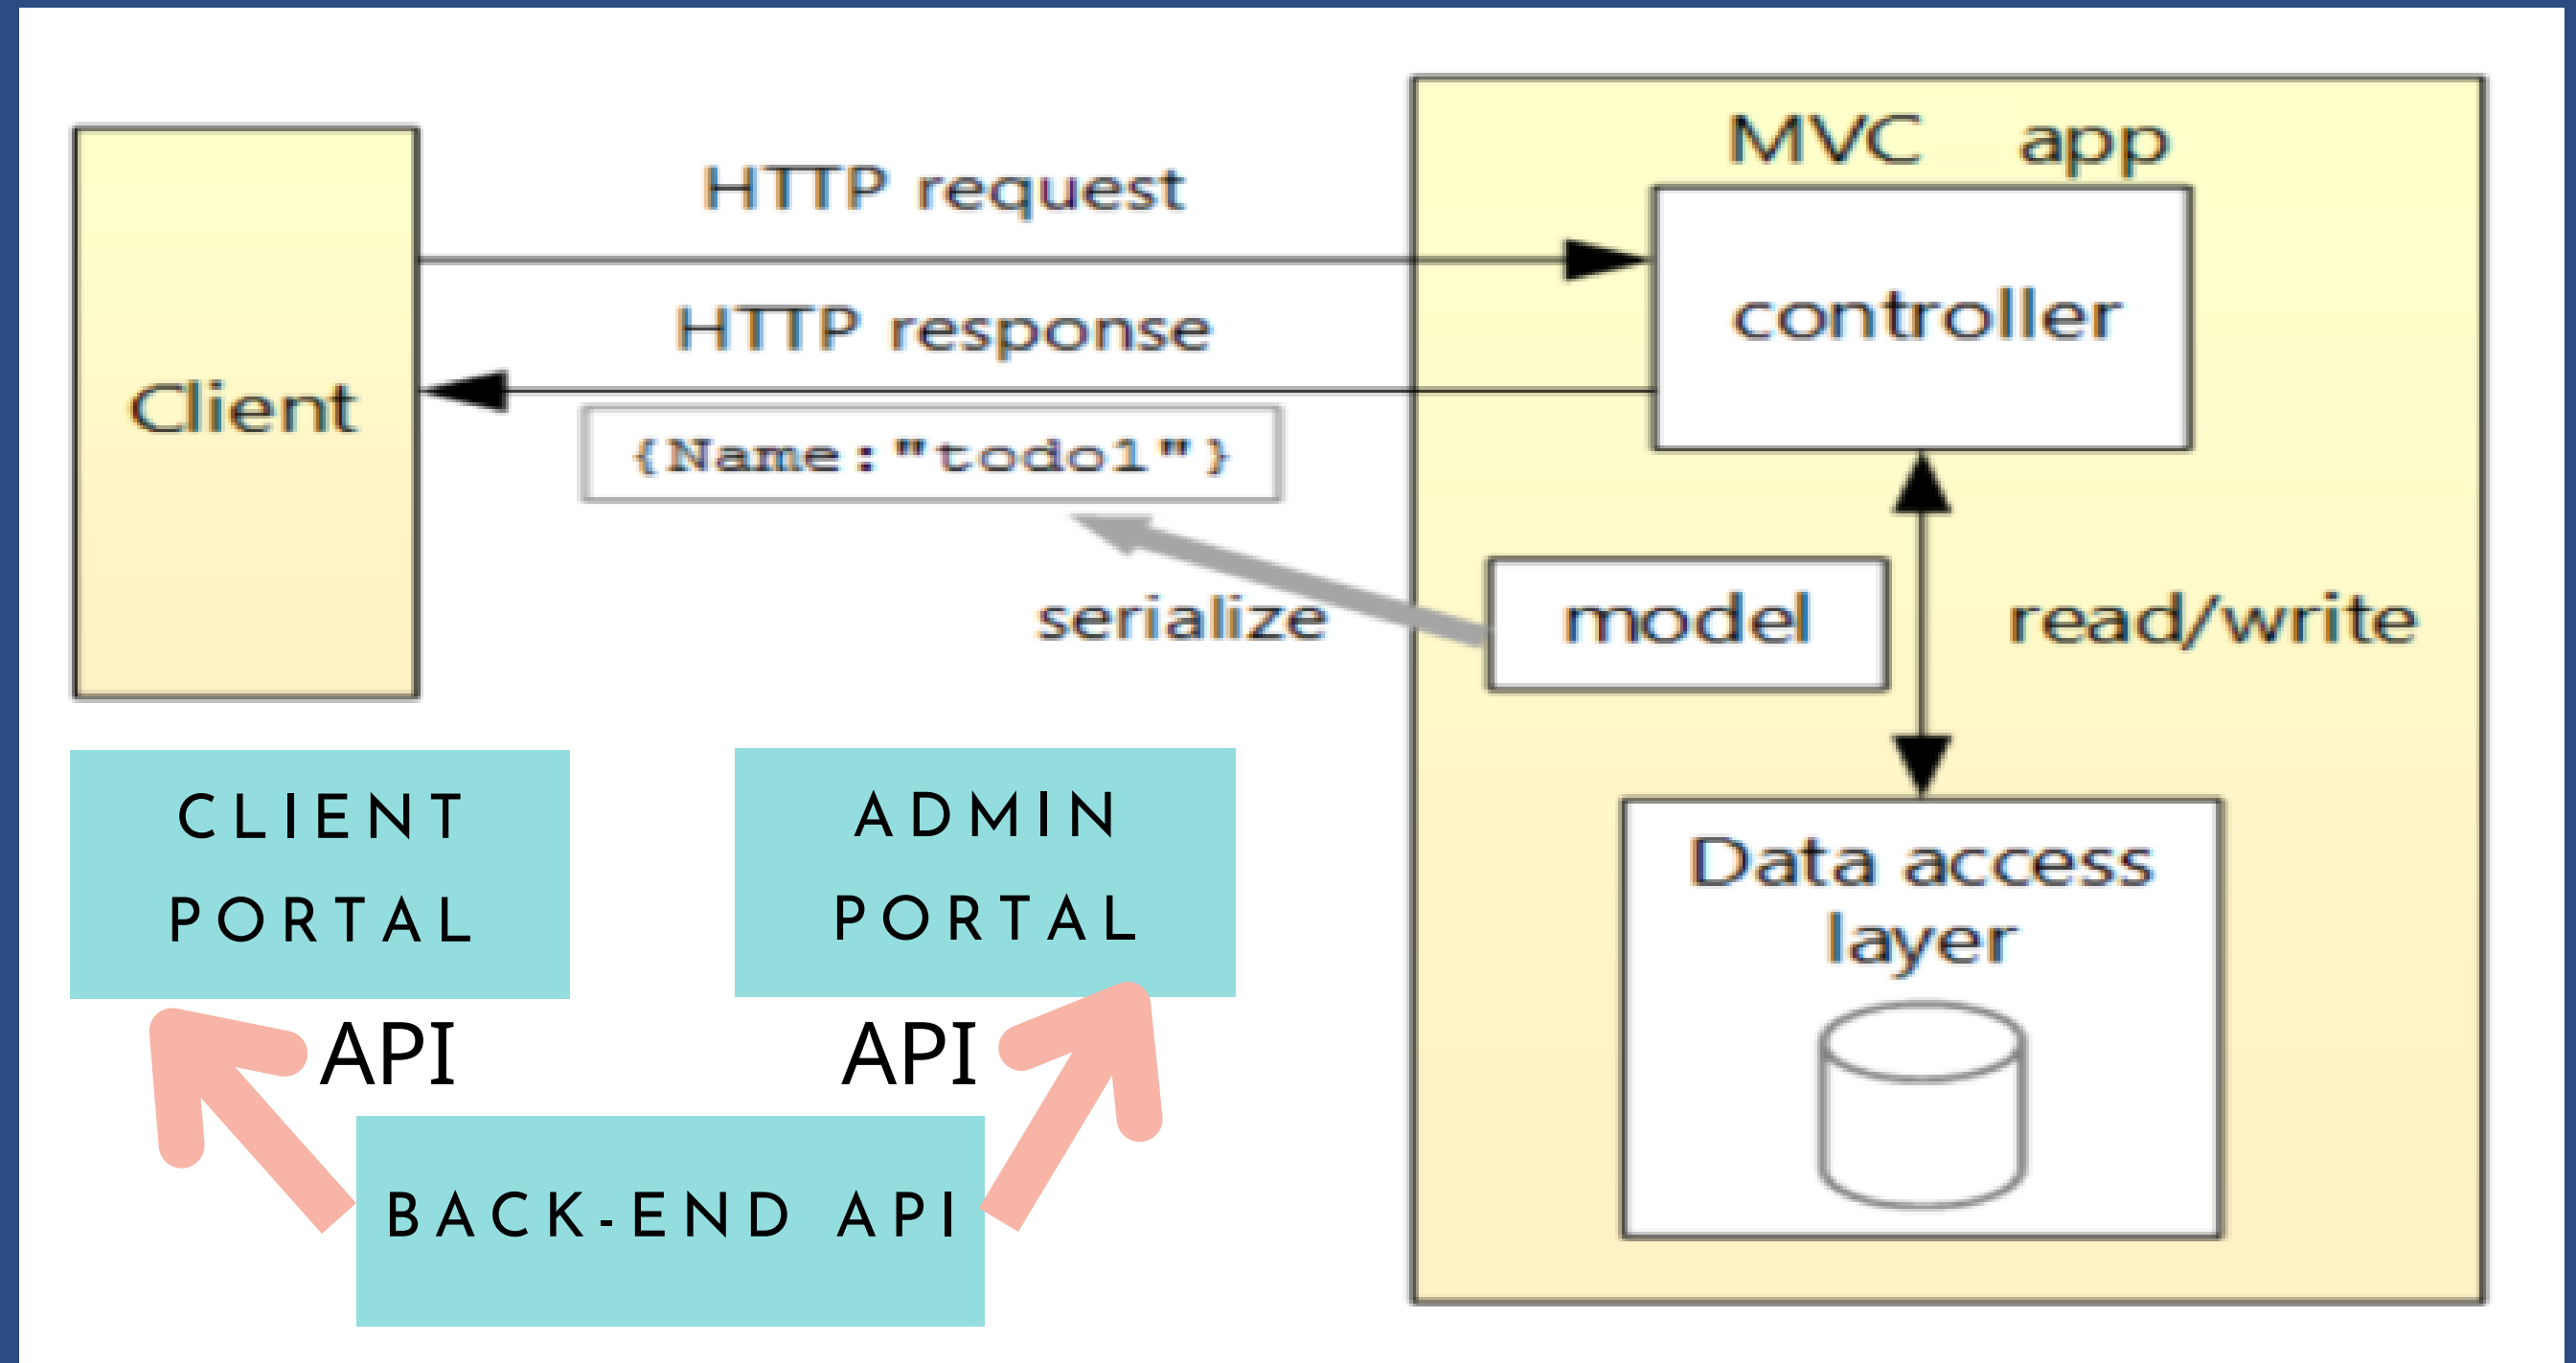 MVC app
HTTP request
controller
HTTP response
Client
{Name:"todo1"}
serialize
model
read/write
Data access
layer
CLIENT
PORTAL
ADMIN
PORTAL
API
API
BACK-END API